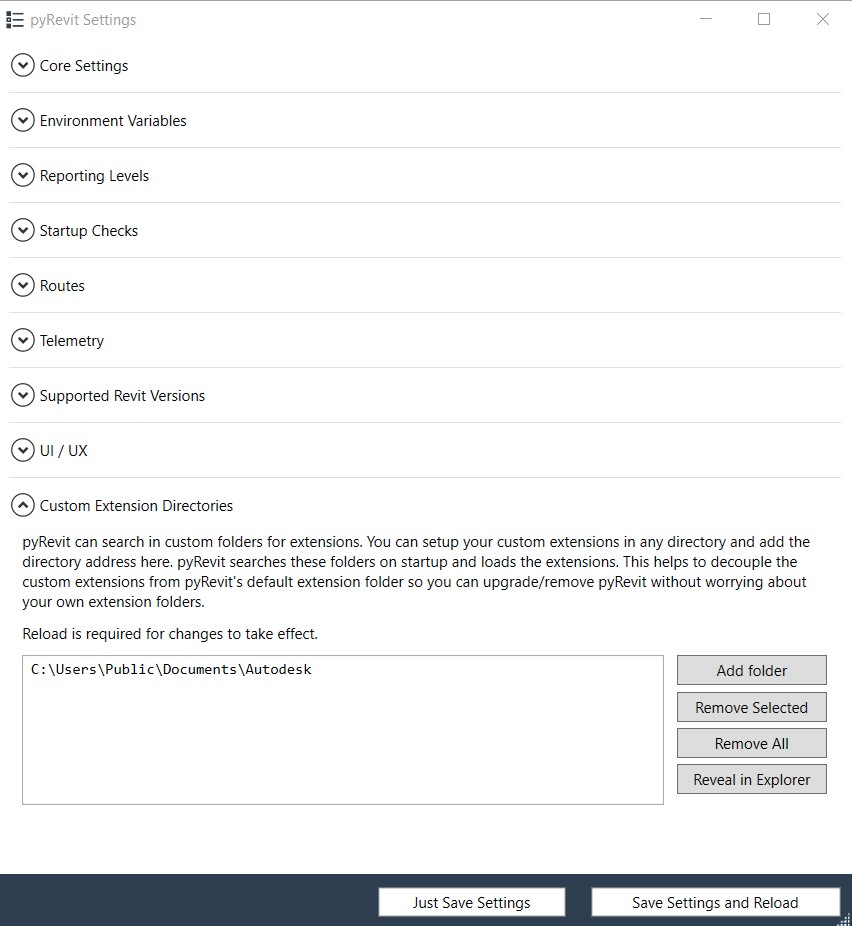 pyRevit Settings
Core Settings
Environment Variables
Reporting Levels
Startup Checks
Routes
Telemetry
Supported Revit Versions
UI / UX
Custom Extension Directories
pyRevit can search in custom folders for extensions. You can setup your custom extensions in any directory and add the
directory address here. pyRevit searches these folders on startup and loads the extensions. This helps to decouple the
custom extensions from pyRevit's default extension folder so you can upgrade/remove pyRevit without worrying about
your own extension folders.
Reload is required for changes to take effect.
C:\Users\Public\Documents\Autodesk
Add folder
Remove Selected
Remove All
Reveal in Explorer
Just Save Settings
Save Settings and Reload